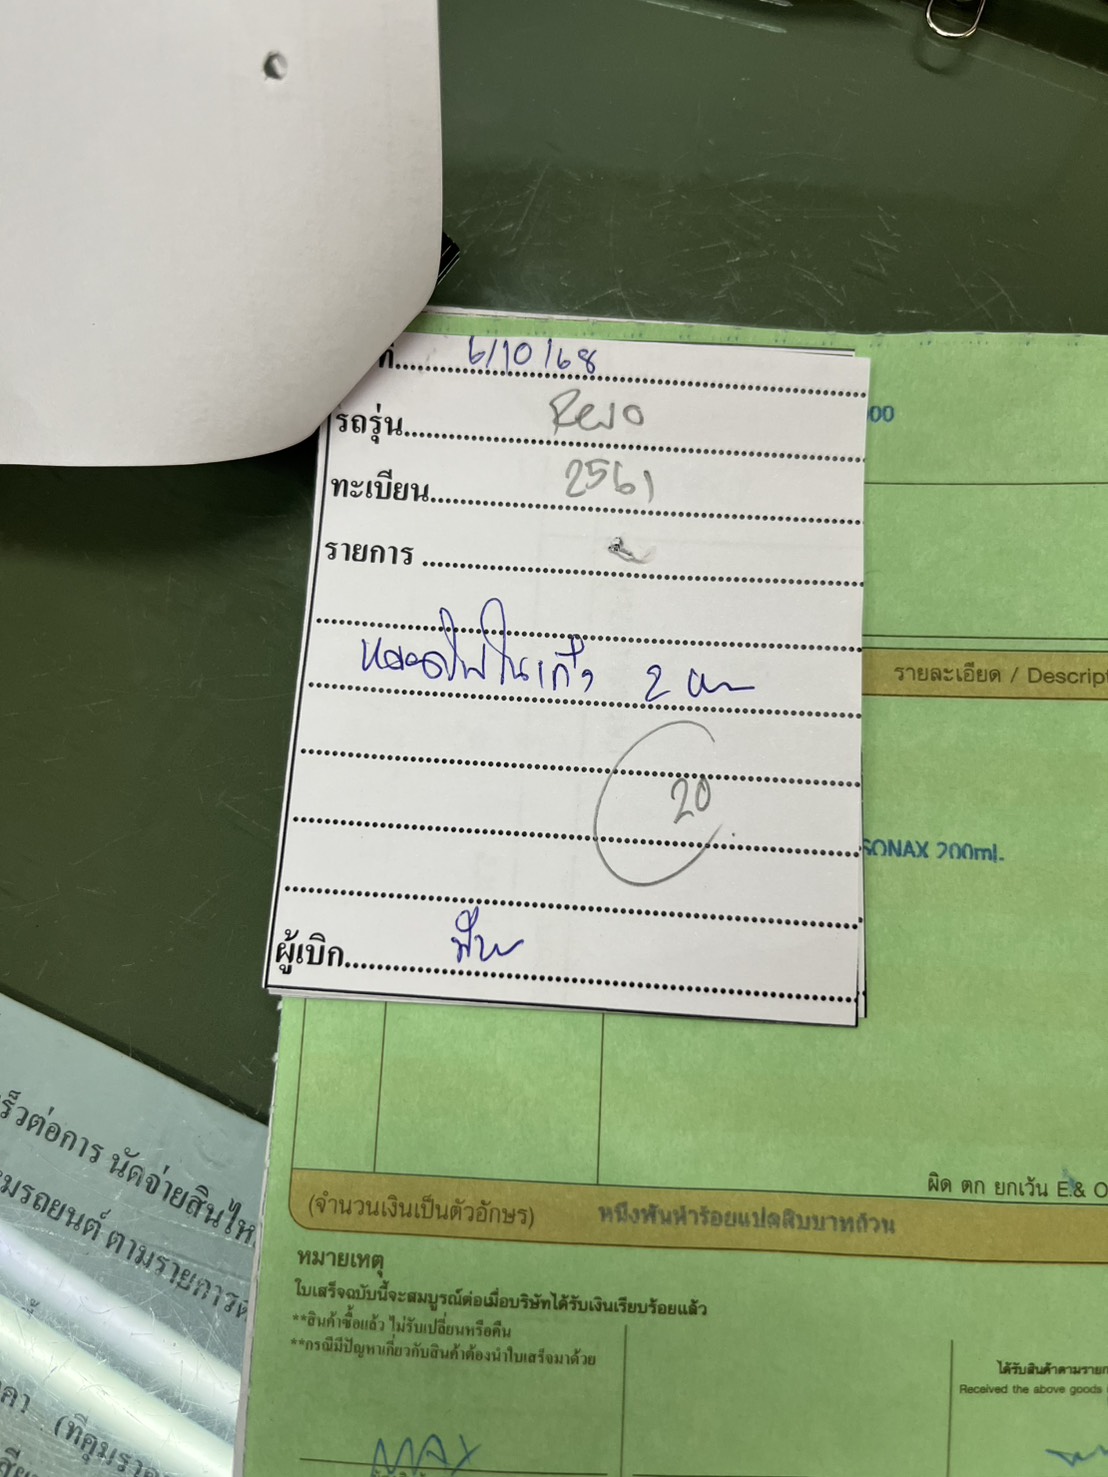 ที่.... 6/10/68
รถรุ่น.... Revo
ทะเบียน.... 2561
รายการ ....
หลอดไฟในเก๋ง 2
20
ผู้เบิก....
000
รายละเอียด / Descript
SONAX 200ml.
ผิด ตก ยกเว้น E.& O
(จำนวนเงินเป็นตัวอักษร) หนึ่งพันห้าร้อยแปดสิบบาทถ้วน
หมายเหตุ
ใบเสร็จฉบับนี้จะสมบูรณ์ต่อเมื่อบริษัทได้รับเงินเรียบร้อยแล้ว
**สินค้าซื้อแล้ว ไม่รับเปลี่ยนหรือคืน
**กรณีมีปัญหาเกี่ยวกับสินค้าต้องนำใบเสร็จมาด้วย
ได้รับสินค้าตามราย
Received the above goods
MAX
เร็วต่อการ นัดจ่ายสินไห
มรถยนต์ ตามรายการ
(ที่คุ้มรา